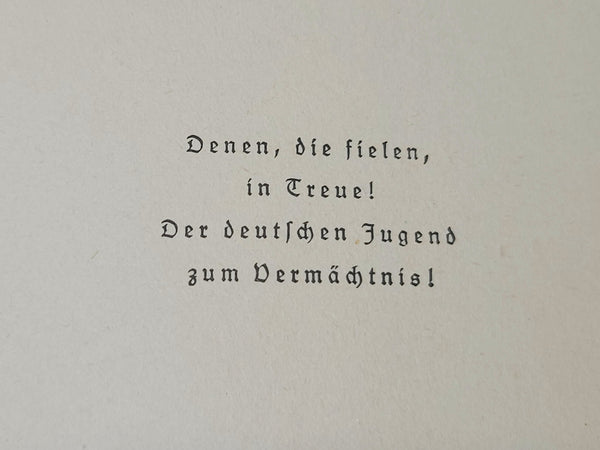 Denen, die fielen,
in Treue!
Der deutſchen Jugend
zum Vermächtnis!